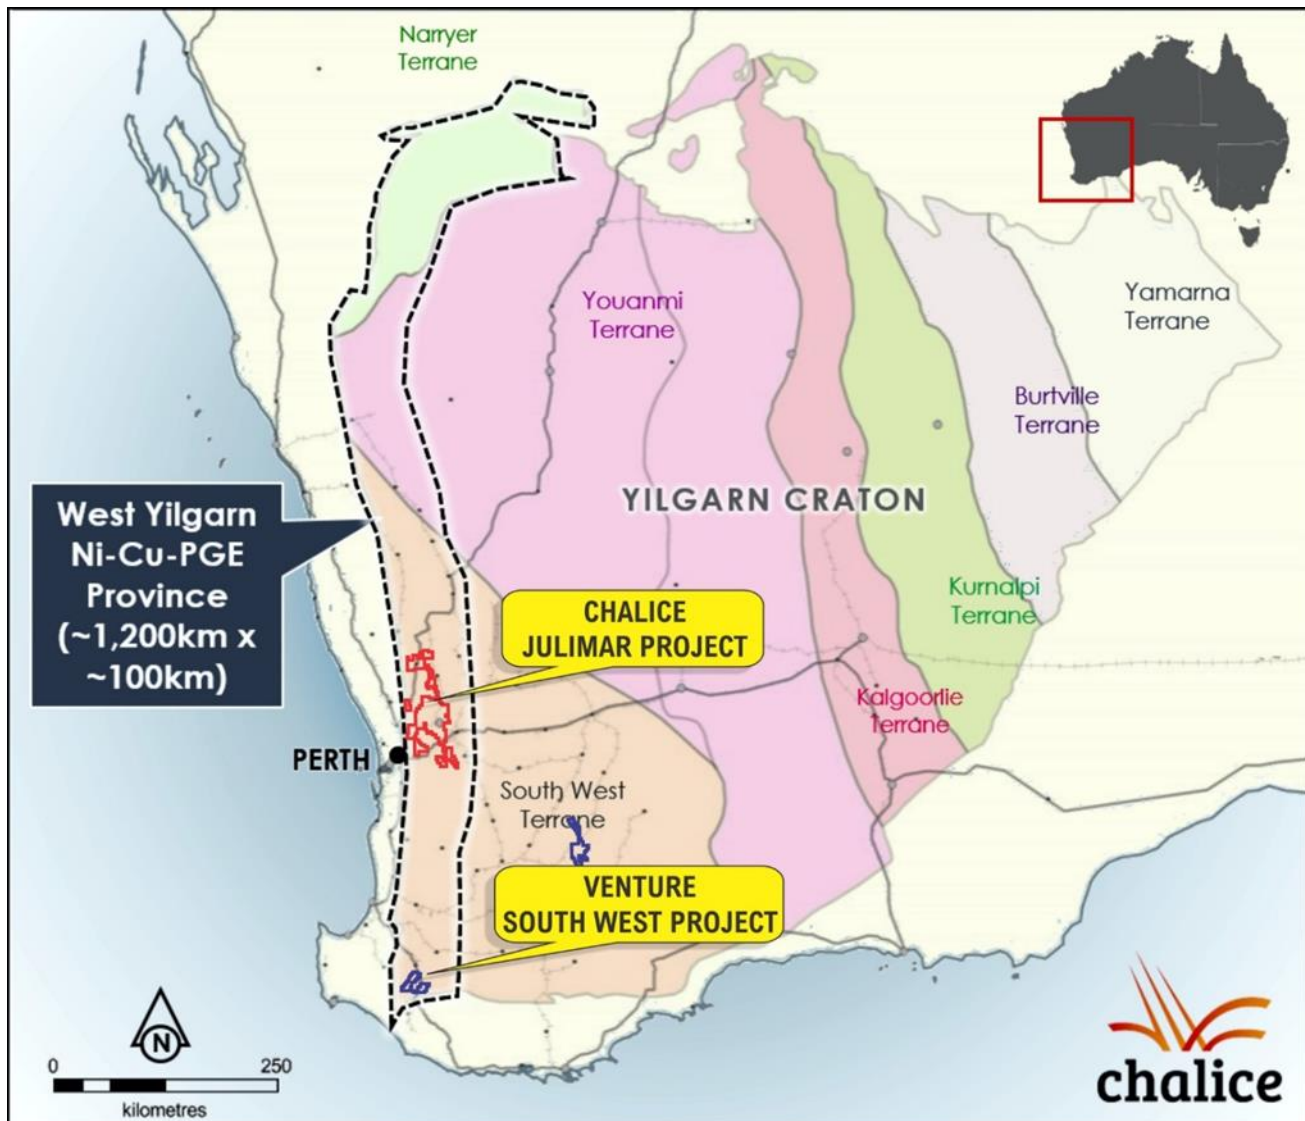 Narryer
Terrane
Youanmi
Terrane
Yamarna
Terrane
Burtville
Terrane
West Yilgarn
Ni-Cu-PGE
Province
(~1,200km x
~100km)
YILGARN CRATON
Kurnalpi
Terrane
CHALICE
JULIMAR PROJECT
Kalgoorlie
Terrane
PERTH
South West
Terrane
VENTURE
SOUTH WEST PROJECT
N
0 250
kilometres
chalice